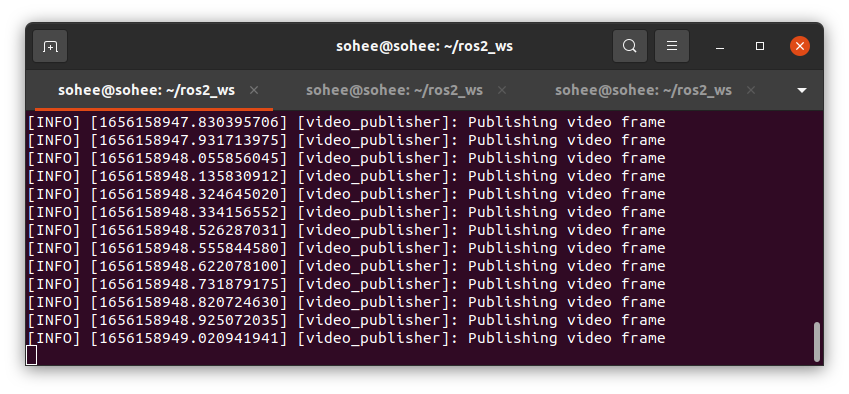 sohee@sohee: ~/ros2_ws
sohee@sohee: ~/ros2_ws × sohee@sohee: ~/ros2_ws × sohee@sohee: ~/ros2_ws ×
[INFO] [1656158947.830395706] [video_publisher]: Publishing video frame
[INFO] [1656158947.931713975] [video_publisher]: Publishing video frame
[INFO] [1656158948.055856045] [video_publisher]: Publishing video frame
[INFO] [1656158948.135830912] [video_publisher]: Publishing video frame
[INFO] [1656158948.324645020] [video_publisher]: Publishing video frame
[INFO] [1656158948.334156552] [video_publisher]: Publishing video frame
[INFO] [1656158948.526287031] [video_publisher]: Publishing video frame
[INFO] [1656158948.555844580] [video_publisher]: Publishing video frame
[INFO] [1656158948.622078100] [video_publisher]: Publishing video frame
[INFO] [1656158948.731879175] [video_publisher]: Publishing video frame
[INFO] [1656158948.820724630] [video_publisher]: Publishing video frame
[INFO] [1656158948.925072035] [video_publisher]: Publishing video frame
[INFO] [1656158949.020941941] [video_publisher]: Publishing video frame